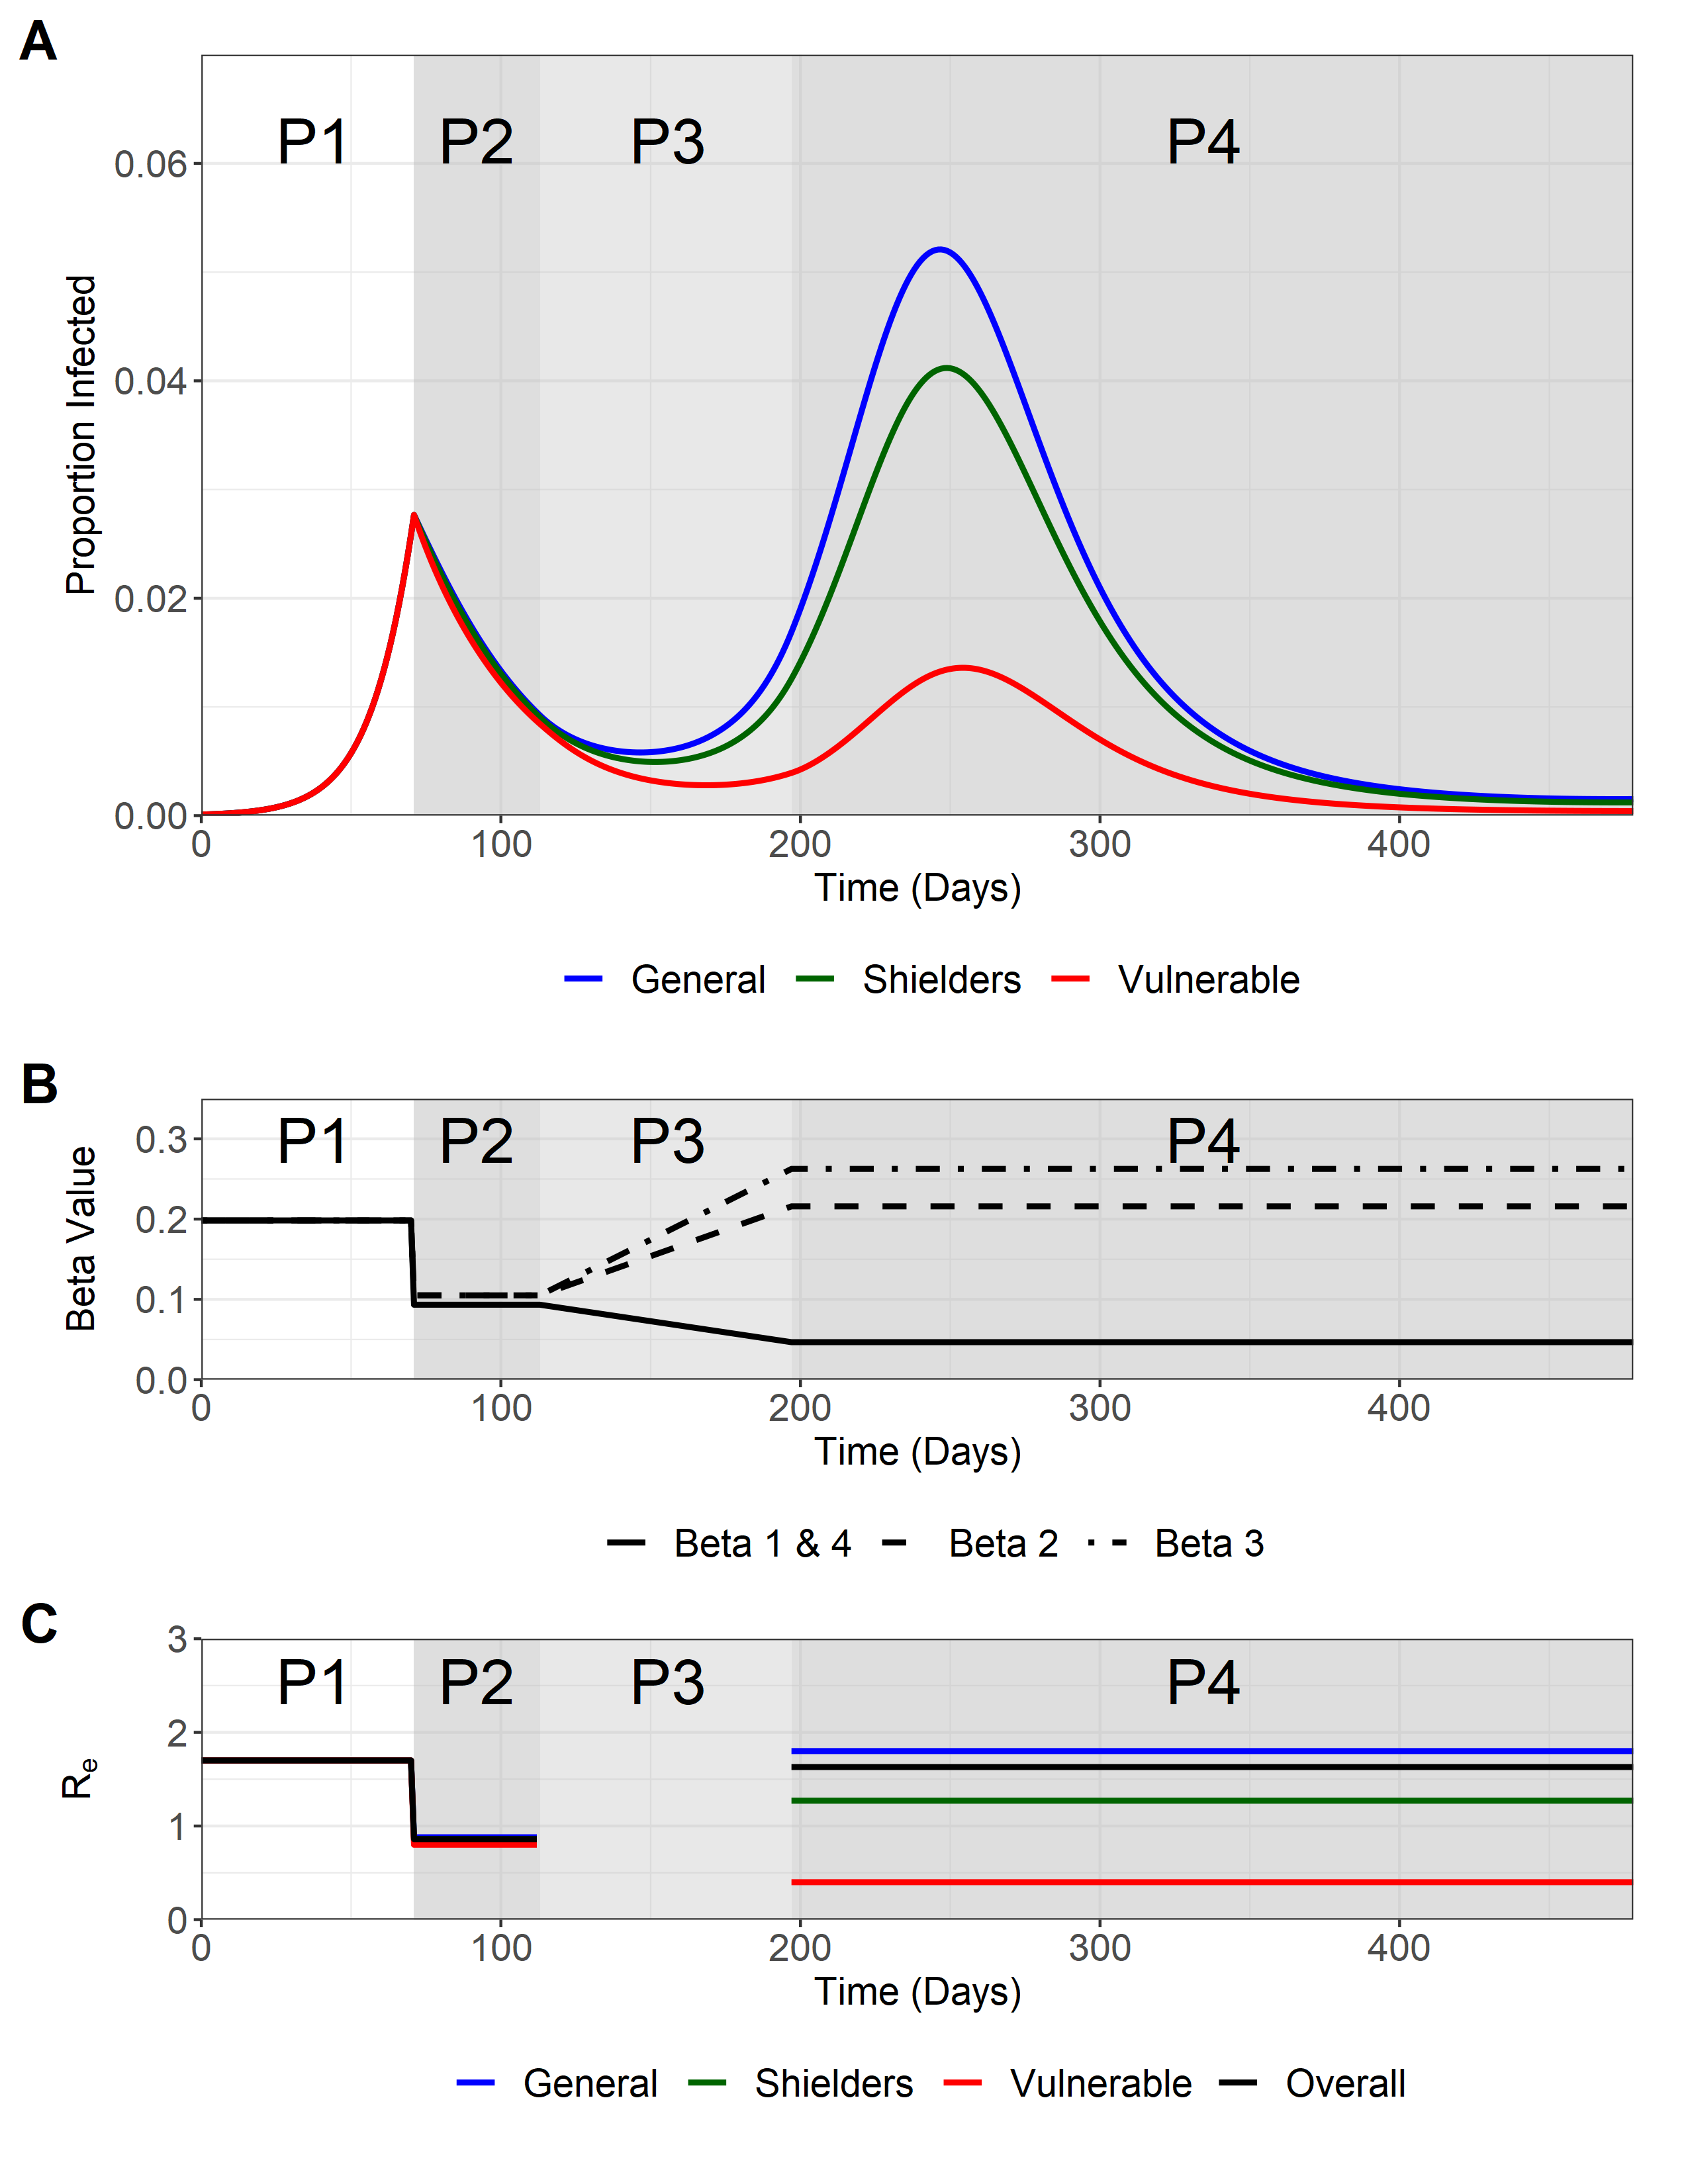 A
P1 P2 P3 P4
0.06
0.04
0.02
0.00
Proportion Infected
0 100 200 300 400
Time (Days)
General Shielders Vulnerable
B
P1 P2 P3 P4
0.3
0.2
0.1
0.0
Beta Value
0 100 200 300 400
Time (Days)
Beta 1 & 4 Beta 2 Beta 3
C
P1 P2 P3 P4
3
2
1
0
Re
0 100 200 300 400
Time (Days)
General Shielders Vulnerable Overall